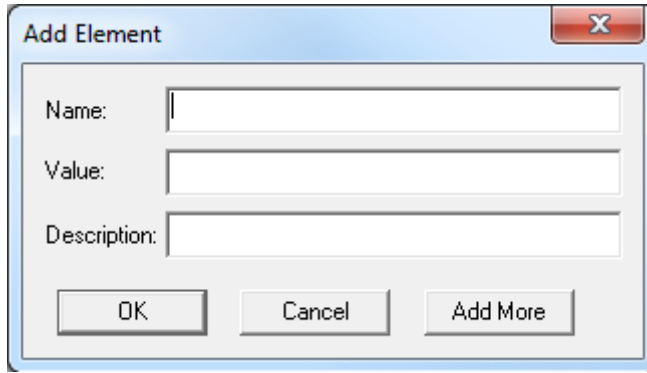 Add Element
Name:
Value:
Description:
OK Cancel Add More